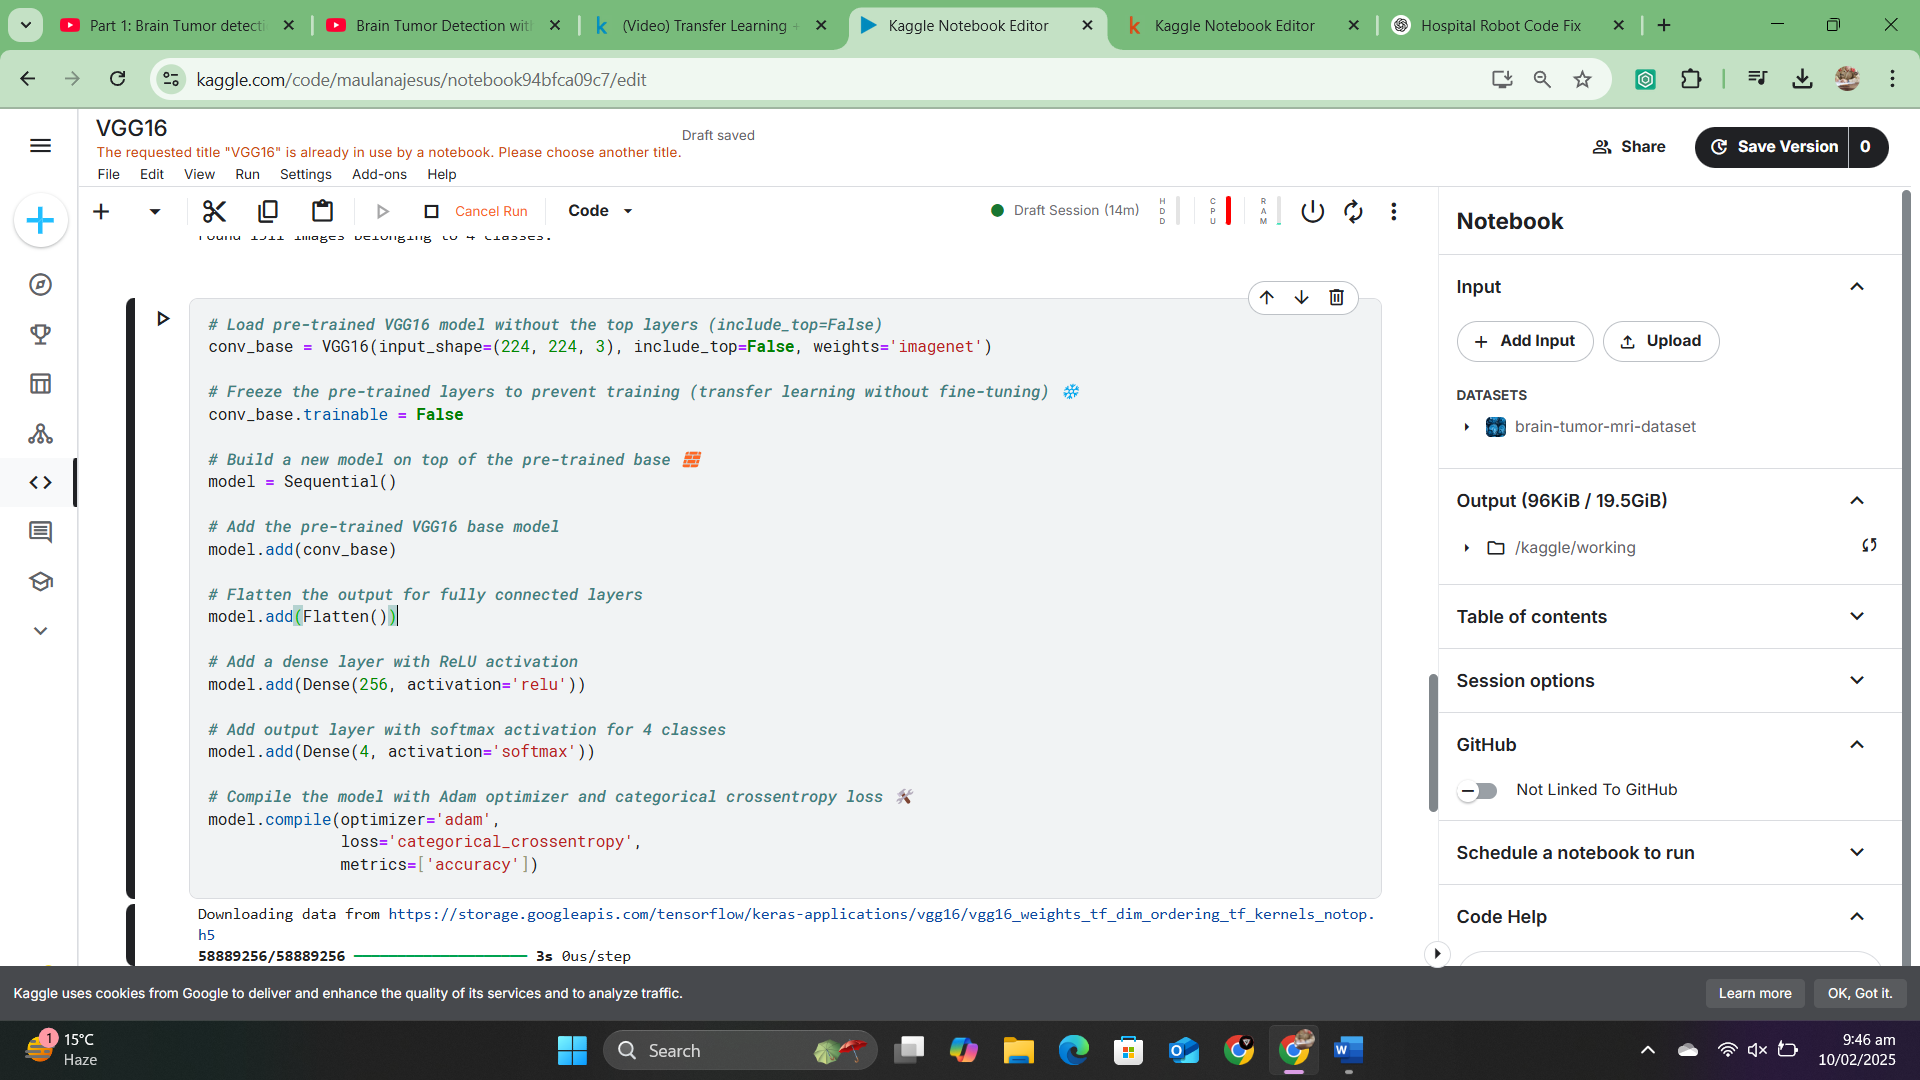 Part 1: Brain Tumor detecti
Brain Tumor Detection with
(Video) Transfer Learning +
Kaggle Notebook Editor
Kaggle Notebook Editor
Hospital Robot Code Fix
kaggle.com/code/maulanajesus/notebook94bfca09c7/edit
VGG16
Draft saved
The requested title "VGG16" is already in use by a notebook. Please choose another title.
File Edit View Run Settings Add-ons Help
Share
Save Version 0
Cancel Run
Code
Draft Session (14m)
HDD
CPU
RAM
Found 1311 images belonging to 4 classes.
# Load pre-trained VGG16 model without the top layers (include_top=False)
conv_base = VGG16(input_shape=(224, 224, 3), include_top=False, weights='imagenet')
# Freeze the pre-trained layers to prevent training (transfer learning without fine-tuning) ❄️
conv_base.trainable = False
# Build a new model on top of the pre-trained base 🧱
model = Sequential()
# Add the pre-trained VGG16 base model
model.add(conv_base)
# Flatten the output for fully connected layers
model.add(Flatten())
# Add a dense layer with ReLU activation
model.add(Dense(256, activation='relu'))
# Add output layer with softmax activation for 4 classes
model.add(Dense(4, activation='softmax'))
# Compile the model with Adam optimizer and categorical crossentropy loss 🛠️
model.compile(optimizer='adam',
loss='categorical_crossentropy',
metrics=['accuracy'])
Downloading data from https://storage.googleapis.com/tensorflow/keras-applications/vgg16/vgg16_weights_tf_dim_ordering_tf_kernels_notop.
h5
58889256/58889256 ━━━━━━━━━━━━━━━━━━━━ 3s 0us/step
Notebook
Input
Add Input
Upload
DATASETS
brain-tumor-mri-dataset
Output (96KiB / 19.5GiB)
/kaggle/working
Table of contents
Session options
GitHub
Not Linked To GitHub
Schedule a notebook to run
Code Help
Kaggle uses cookies from Google to deliver and enhance the quality of its services and to analyze traffic.
Learn more
OK, Got it.
1
15°C
Haze
Search
9:46 am
10/02/2025